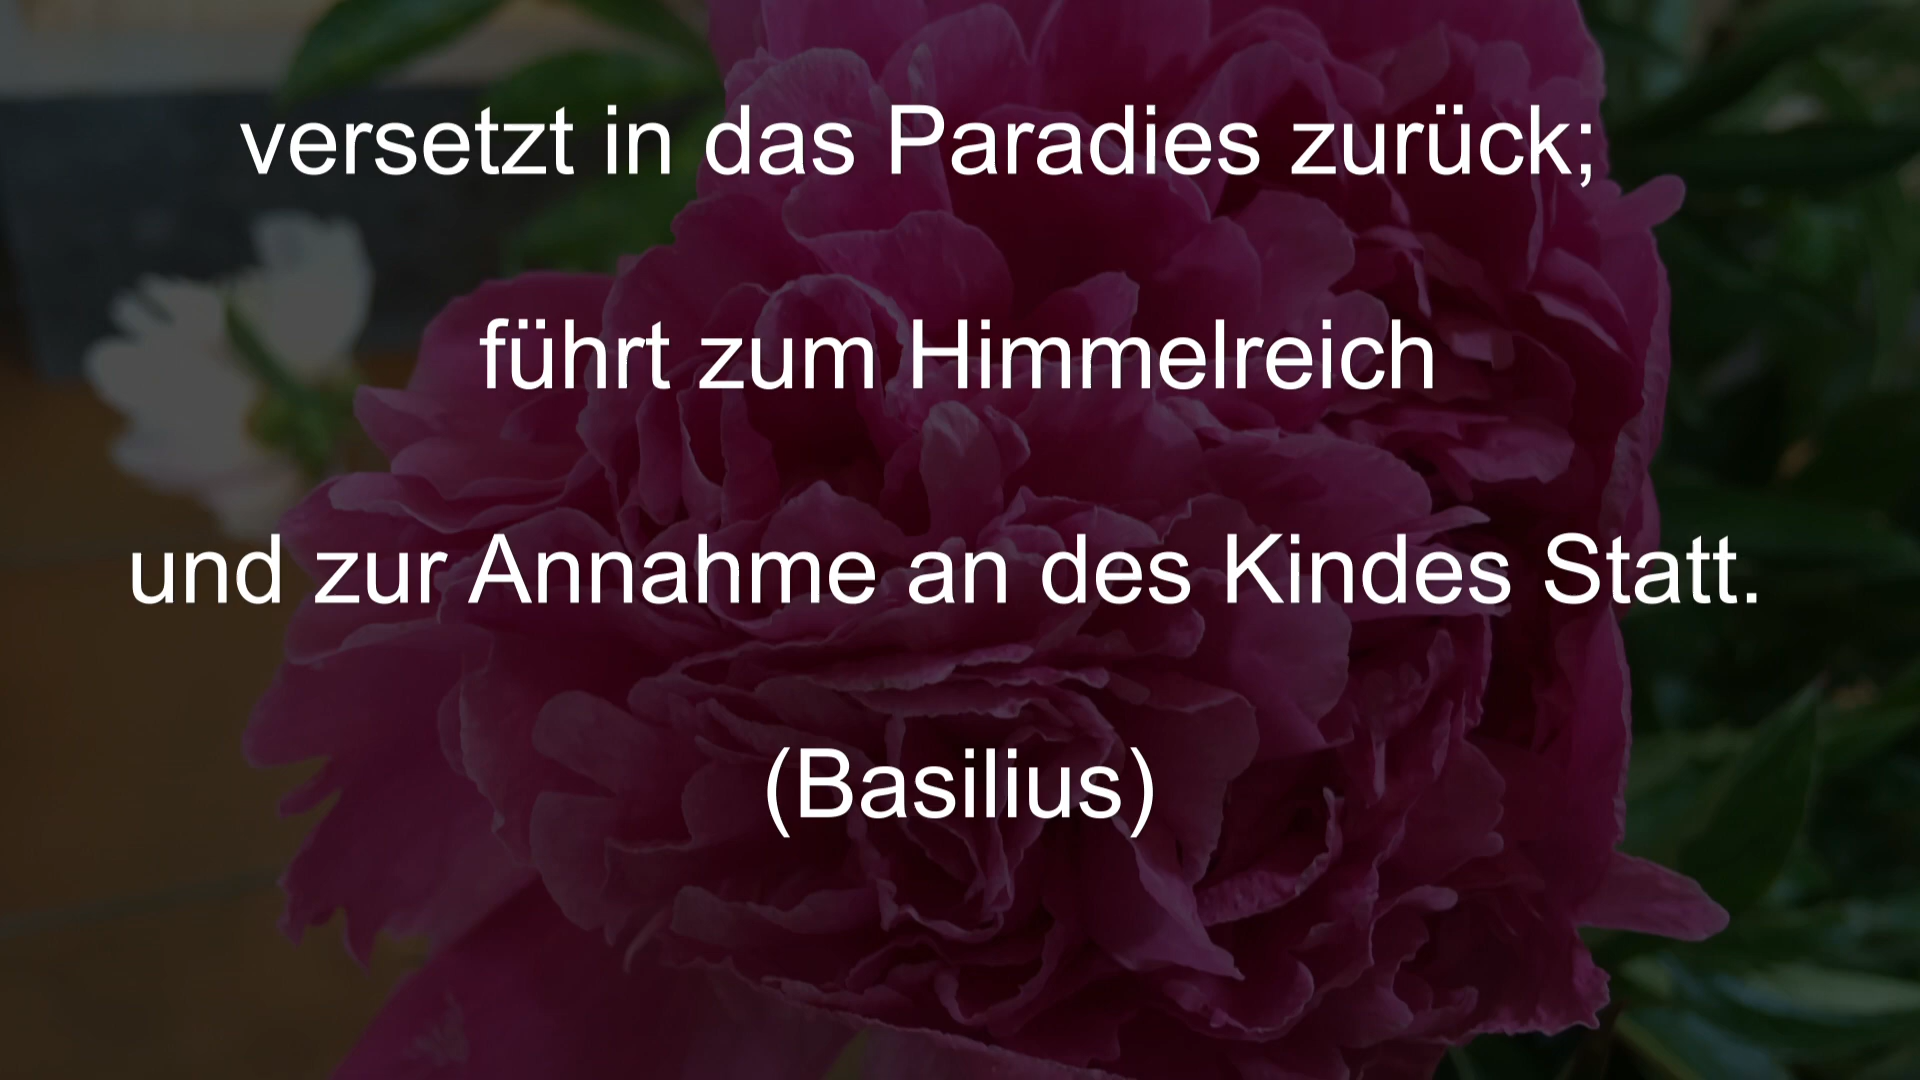 versetzt in das Paradies zurück;
führt zum Himmelreich
und zur Annahme an des Kindes Statt.
(Basilius)